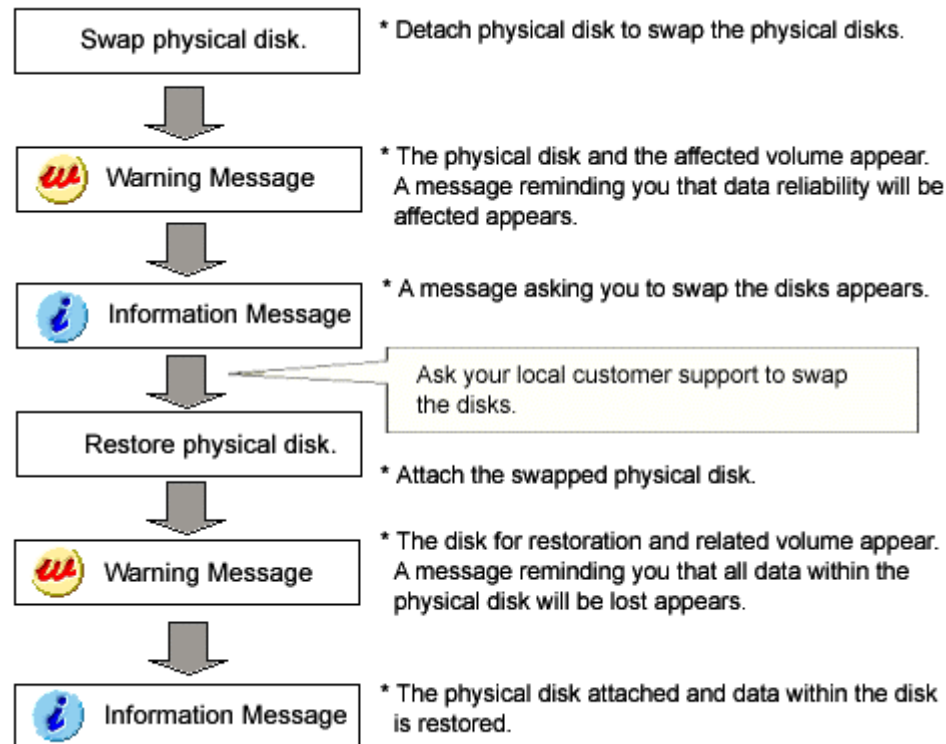 Swap physical disk.
* Detach physical disk to swap the physical disks.
w Warning Message
* The physical disk and the affected volume appear.
A message reminding you that data reliability will be
affected appears.
i Information Message
* A message asking you to swap the disks appears.
Ask your local customer support to swap
the disks.
Restore physical disk.
* Attach the swapped physical disk.
w Warning Message
* The disk for restoration and related volume appear.
A message reminding you that all data within the
physical disk will be lost appears.
i Information Message
* The physical disk attached and data within the disk
is restored.